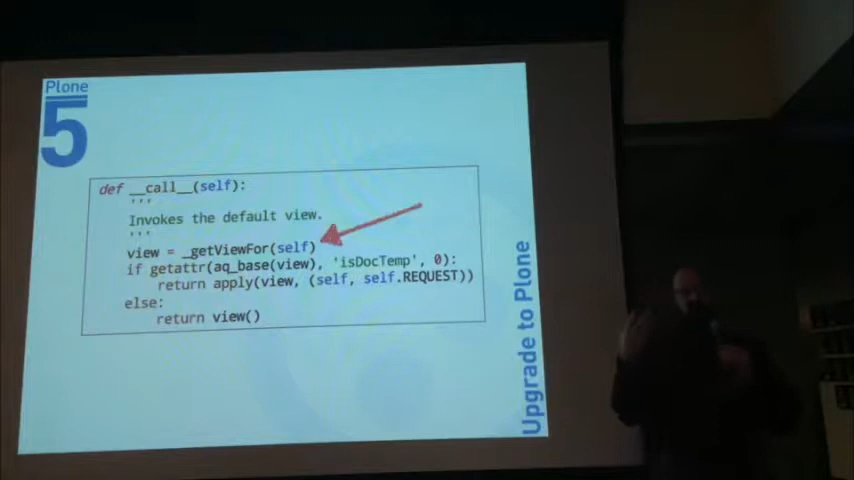 Plone
5
def __call__(self):
'''
Invokes the default view.
'''
view = _getViewFor(self)
if getattr(aq_base(view), 'isDocTemp', 0):
return apply(view, (self, self.REQUEST))
else:
return view()
Upgrade to Plone